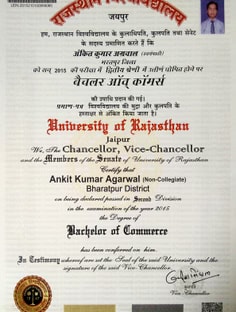 राजस्थान विश्वविद्यालय
जयपुर
हम, राजस्थान विश्वविद्यालय के कुलाधिपति, कुलपति तथा सेनेट
के सदस्य प्रमाणित करते हैं कि
अंकित कुमार अग्रवाल
भरतपुर जिला
को सन् 2015 की परीक्षा में द्वितीय श्रेणी में उत्तीर्ण घोषित होने पर
बैचलर ऑव् कॉमर्स
की उपाधि प्रदान की गई।
विश्वविद्यालय की मुद्रा और कुलपति के
हस्ताक्षर से अंकित किया जाता है।
University of Rajasthan
Jaipur
We, The Chancellor, Vice-Chancellor
and the Members of the Senate of University of Rajasthan
Certify that
Ankit Kumar Agarwal (Non-Collegiate)
Bharatpur District
on being declared passed in Second Division
in the examination of the year 2015
the Degree of
Bachelor of Commerce
has been conferred on him.
In Testimony whereof are set the Seal of the said University and the
signature of the said Vice-Chancellor.
Vice-Chancellor